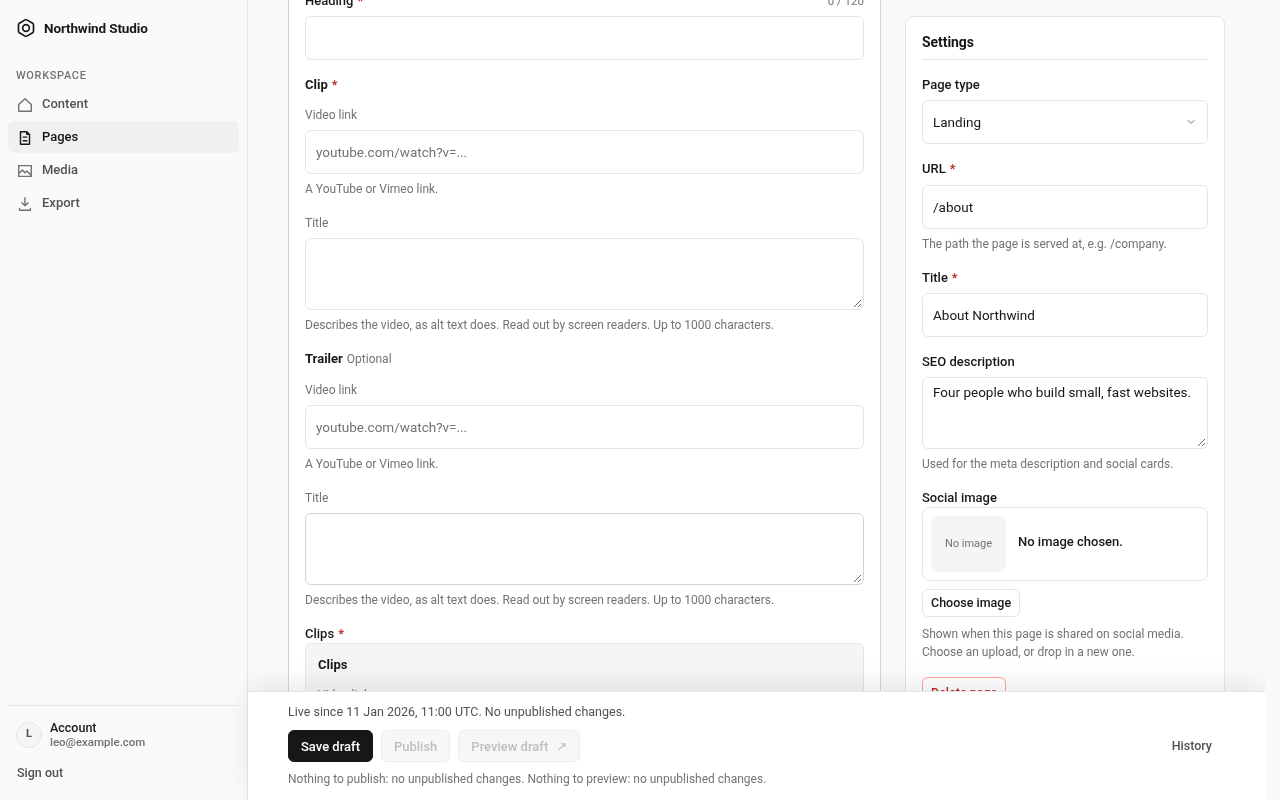 Northwind Studio
WORKSPACE
Content
Pages
Media
Export
Account
L
leo@example.com
Sign out
Heading *
0 / 120
Clip *
Video link
youtube.com/watch?v=...
A YouTube or Vimeo link.
Title
Describes the video, as alt text does. Read out by screen readers. Up to 1000 characters.
Trailer Optional
Video link
youtube.com/watch?v=...
A YouTube or Vimeo link.
Title
Describes the video, as alt text does. Read out by screen readers. Up to 1000 characters.
Clips *
Clips
Video link
Settings
Page type
Landing
URL *
/about
The path the page is served at, e.g. /company.
Title *
About Northwind
SEO description
Four people who build small, fast websites.
Used for the meta description and social cards.
Social image
No image
No image chosen.
Choose image
Shown when this page is shared on social media.
Choose an upload, or drop in a new one.
Delete page
Live since 11 Jan 2026, 11:00 UTC. No unpublished changes.
Save draft
Publish
Preview draft ↗
History
Nothing to publish: no unpublished changes. Nothing to preview: no unpublished changes.